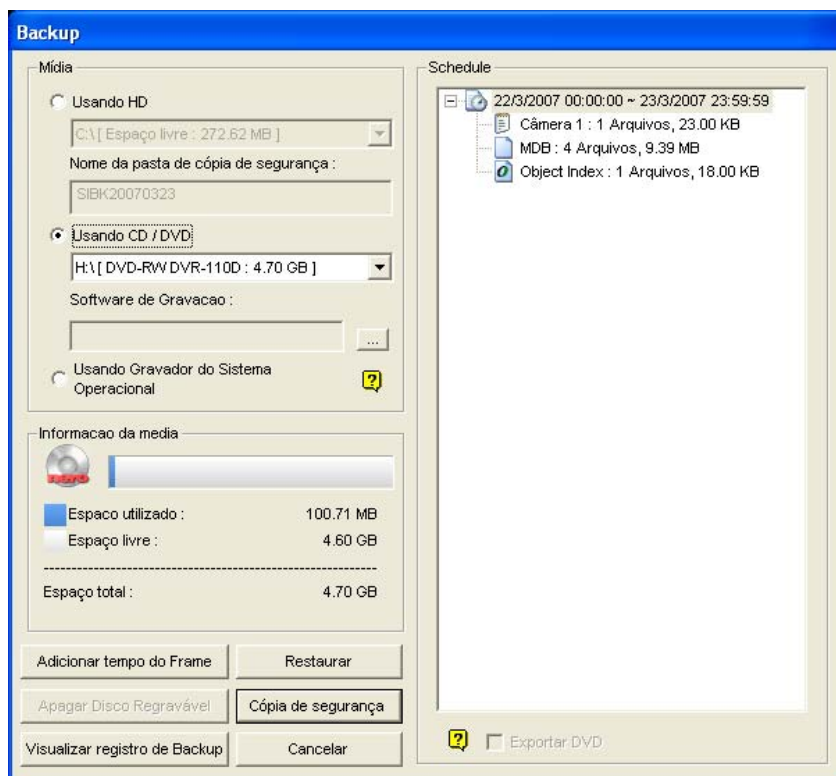 Backup
Mídia
Usando HD
C:\ [ Espaço livre : 272.62 MB ]
Nome da pasta de cópia de segurança :
SIBK20070323
Usando CD / DVD
H:\ [ DVD-RW DVR-110D : 4.70 GB ]
Software de Gravacao :
...
Usando Gravador do Sistema
Operacional
Informacao da media
nero
Espaco utilizado : 100.71 MB
Espaço livre : 4.60 GB
Espaço total : 4.70 GB
Adicionar tempo do Frame
Restaurar
Apagar Disco Regravável
Cópia de segurança
Visualizar registro de Backup
Cancelar
Schedule
22/3/2007 00:00:00 ~ 23/3/2007 23:59:59
Câmera 1 : 1 Arquivos, 23.00 KB
MDB : 4 Arquivos, 9.39 MB
Object Index : 1 Arquivos, 18.00 KB
Exportar DVD